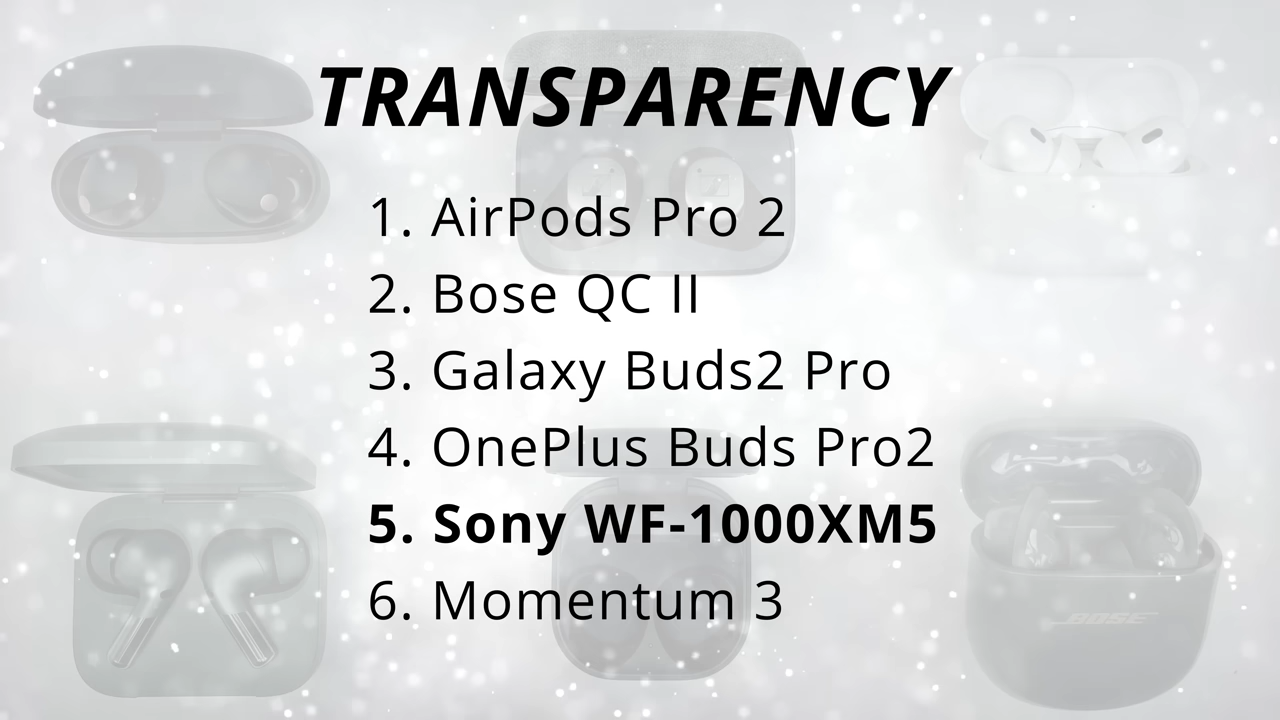 TRANSPARENCY
1. AirPods Pro 2
2. Bose QC II
3. Galaxy Buds2 Pro
4. OnePlus Buds Pro2
5. Sony WF-1000XM5
6. Momentum 3
BOSE